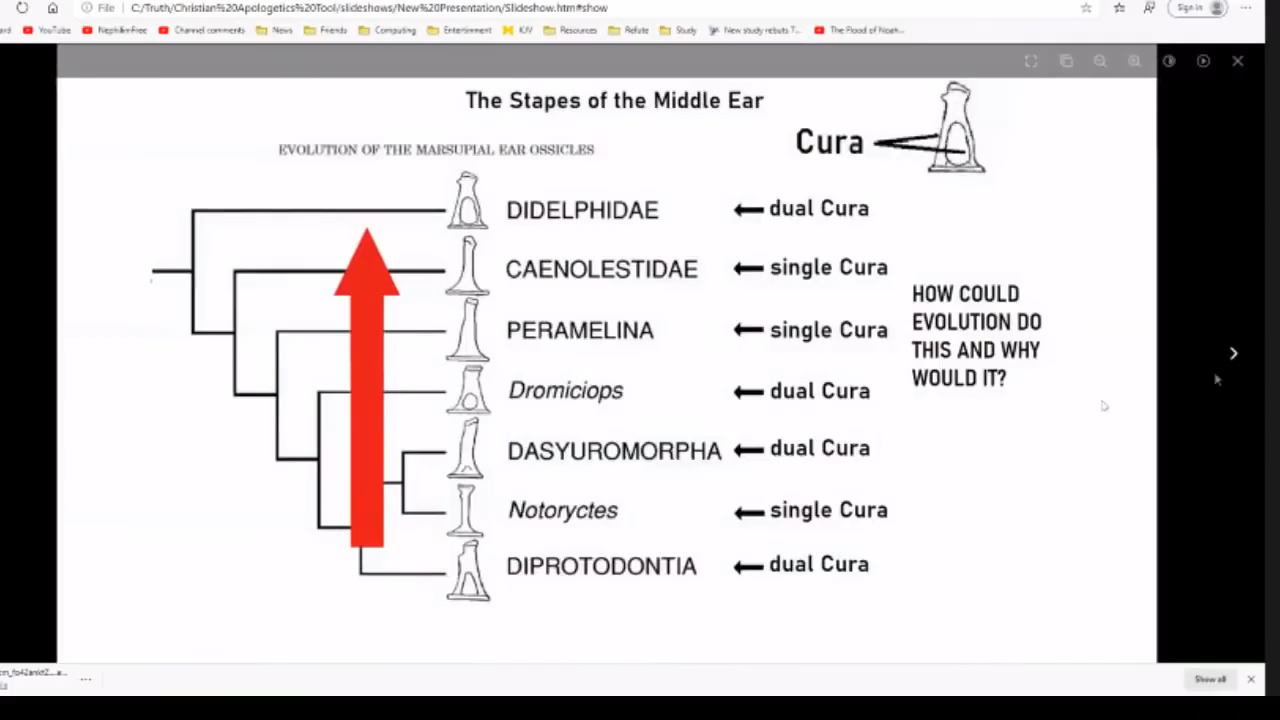 File C:/Truth/Christian%20Apologetics%20Tool/slideshows/New%20Presentation/Slideshow.htm#show
Sign in
YouTube NephilimFree Channel comments News Friends Computing Entertinment KJV Resources Refute Study New study rebuts T... The Flood of Noah...
The Stapes of the Middle Ear
Cura
EVOLUTION OF THE MARSUPIAL EAR OSSICLES
DIDELPHIDAE dual Cura
CAENOLESTIDAE single Cura
HOW COULD
EVOLUTION DO
THIS AND WHY
WOULD IT?
PERAMELINA single Cura
Dromiciops dual Cura
DASYUROMORPHA dual Cura
Notoryctes single Cura
DIPROTODONTIA dual Cura
Show all